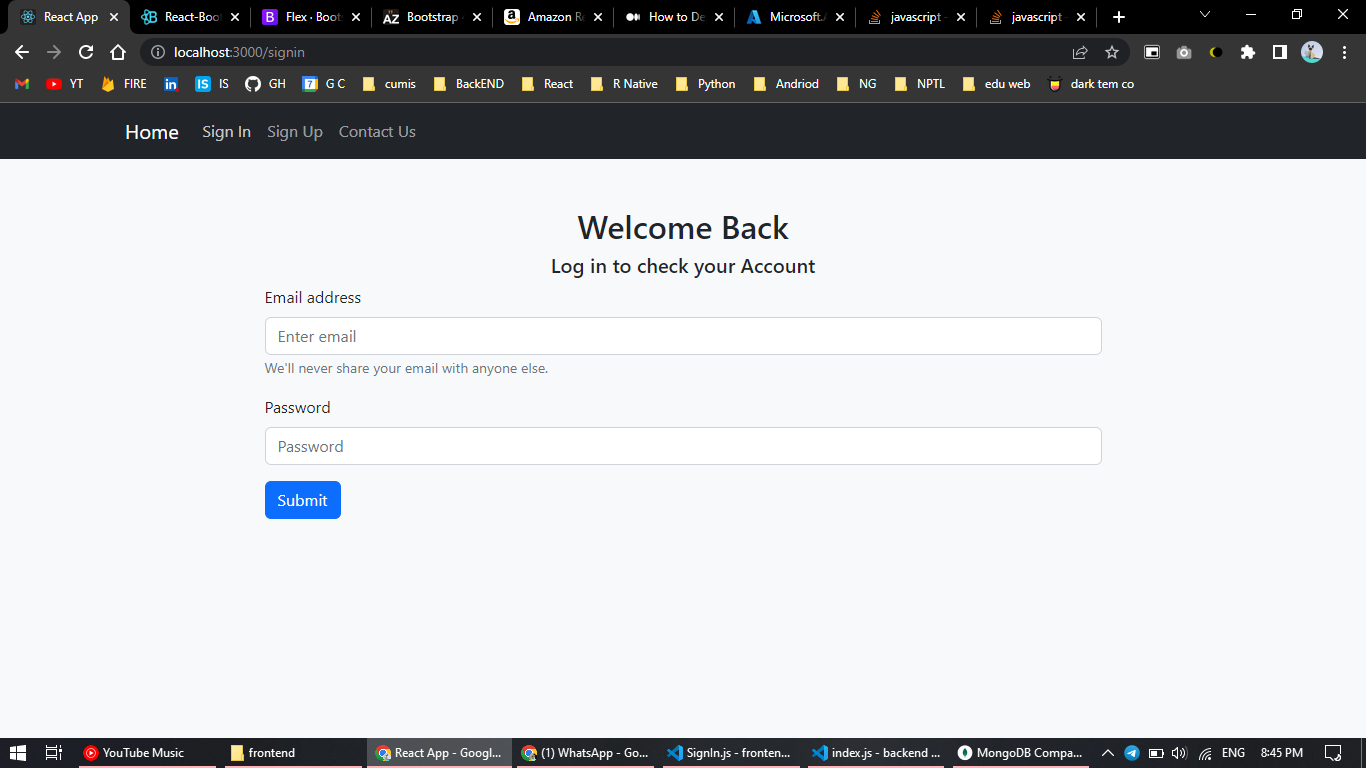 React App
React-Boo
Flex · Boot
Bootstrap
Amazon Re
How to De
Microsoft.
javascript -
javascript -
localhost:3000/signin
YT
FIRE
IS
GH
G C
cumis
BackEND
React
R Native
Python
Andriod
NG
NPTL
edu web
dark tem co
Home Sign In Sign Up Contact Us
Welcome Back
Log in to check your Account
Email address
Enter email
We'll never share your email with anyone else.
Password
Password
Submit
YouTube Music
frontend
React App - Googl...
(1) WhatsApp - Go...
SignIn.js - fronten...
index.js - backend ...
MongoDB Compa...
ENG
8:45 PM